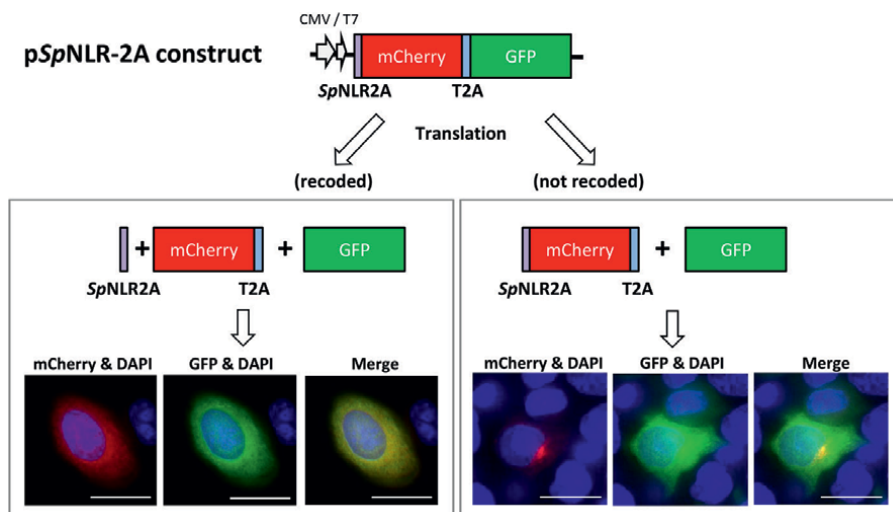 CMV / T7
pSpNLR-2A construct
mCherry
GFP
SpNLR2A
T2A
Translation
(recoded)
(not recoded)
+
mCherry
+
GFP
SpNLR2A
T2A
mCherry
+
GFP
SpNLR2A
T2A
mCherry & DAPI
GFP & DAPI
Merge
mCherry & DAPI
GFP & DAPI
Merge